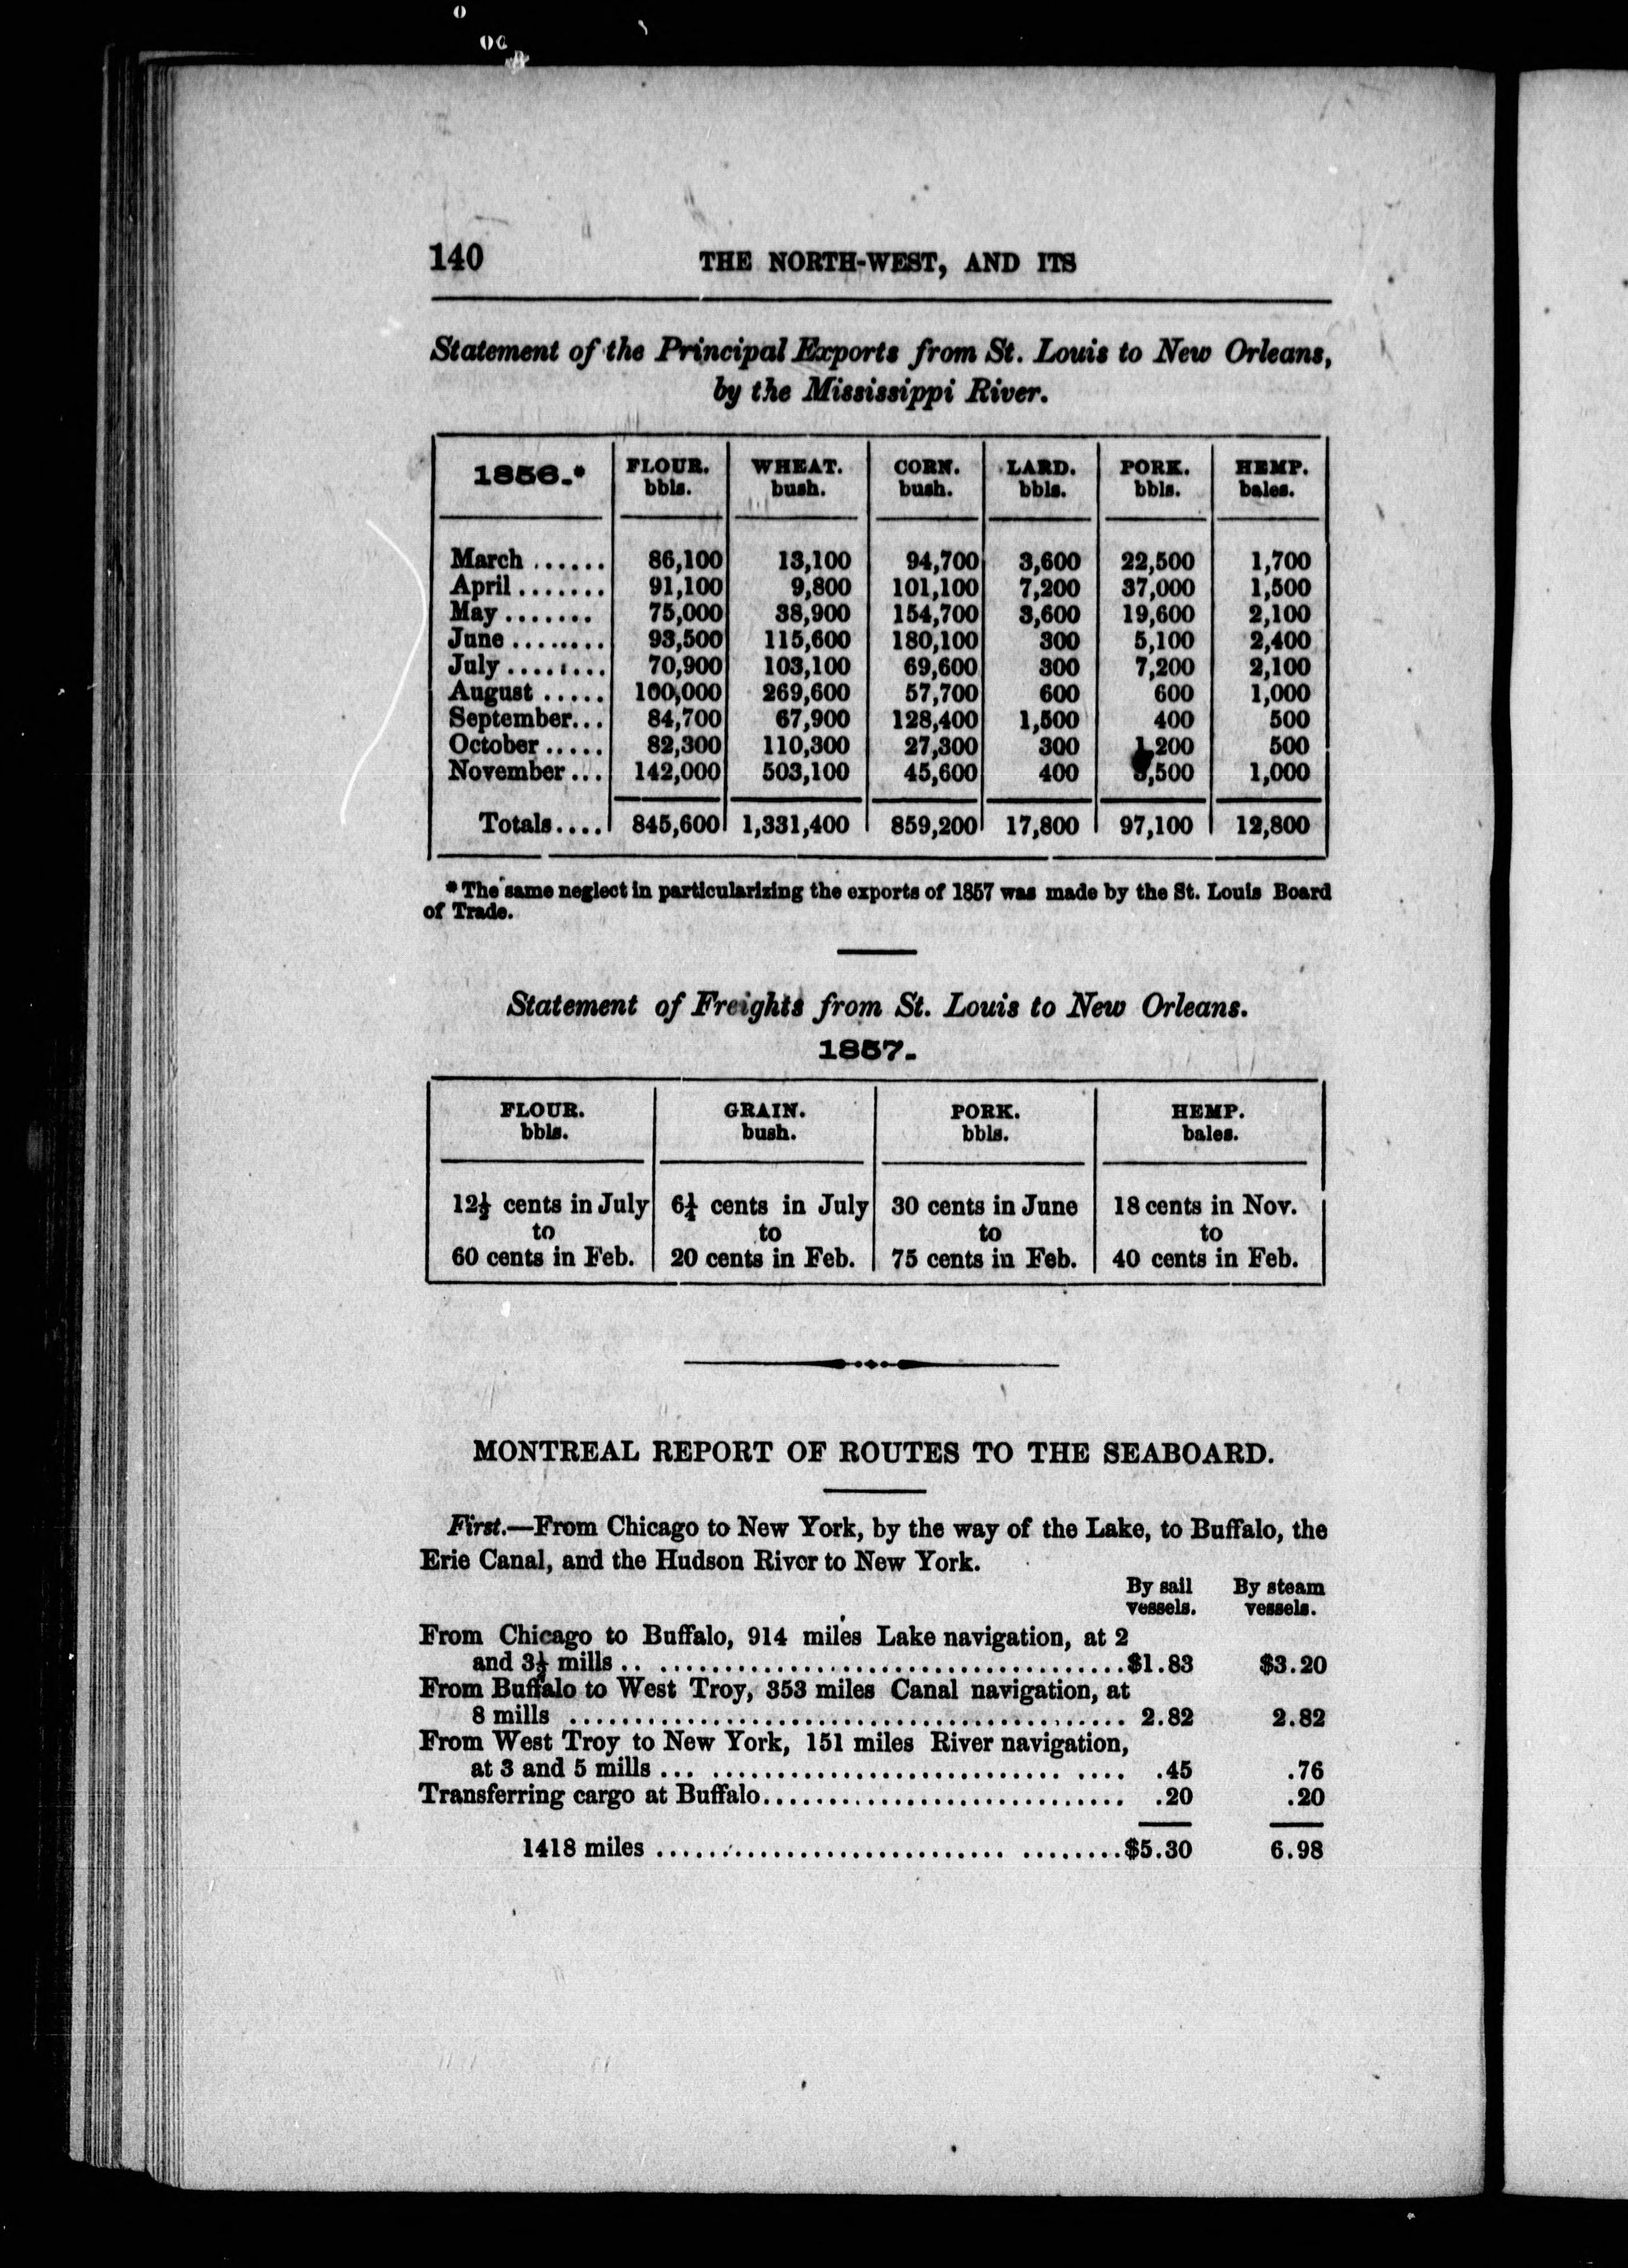 140 THE NORTH-WEST, AND ITS
Statement of the Principal Exports from St. Louis to New Orleans,
by the Mississippi River.
1856.* FLOUR. WHEAT. CORN. LARD. PORK. HEMP.
bbls. bush. bush. bbls. bbls. bales.
March ...... 86,100 13,100 94,700 3,600 22,500 1,700
April ....... 91,100 9,800 101,100 7,200 37,000 1,500
May ....... 75,000 38,900 154,700 3,600 19,600 2,100
June ........ 93,500 115,600 180,100 300 5,100 2,400
July ........ 70,900 103,100 69,600 300 7,200 2,100
August ..... 100,000 269,600 57,700 600 600 1,000
September... 84,700 67,900 128,400 1,500 400 500
October ..... 82,300 110,300 27,300 300 1,200 500
November ... 142,000 503,100 45,600 400 3,500 1,000
Totals.... 845,600 1,331,400 859,200 17,800 97,100 12,800
* The same neglect in particularizing the exports of 1857 was made by the St. Louis Board
of Trade.
Statement of Freights from St. Louis to New Orleans.
1857.
FLOUR. GRAIN. PORK. HEMP.
bbls. bush. bbls. bales.
12½ cents in July 6¼ cents in July 30 cents in June 18 cents in Nov.
to to to to
60 cents in Feb. 20 cents in Feb. 75 cents in Feb. 40 cents in Feb.
MONTREAL REPORT OF ROUTES TO THE SEABOARD.
First.—From Chicago to New York, by the way of the Lake, to Buffalo, the
Erie Canal, and the Hudson River to New York.
By sail By steam
vessels. vessels.
From Chicago to Buffalo, 914 miles Lake navigation, at 2
and 3½ mills .. .................................... $1.83 $3.20
From Buffalo to West Troy, 353 miles Canal navigation, at
8 mills ........................................... 2.82 2.82
From West Troy to New York, 151 miles River navigation,
at 3 and 5 mills ... ........................... .... .45 .76
Transferring cargo at Buffalo............................ .20 .20
1418 miles ........................... ........ $5.30 6.98